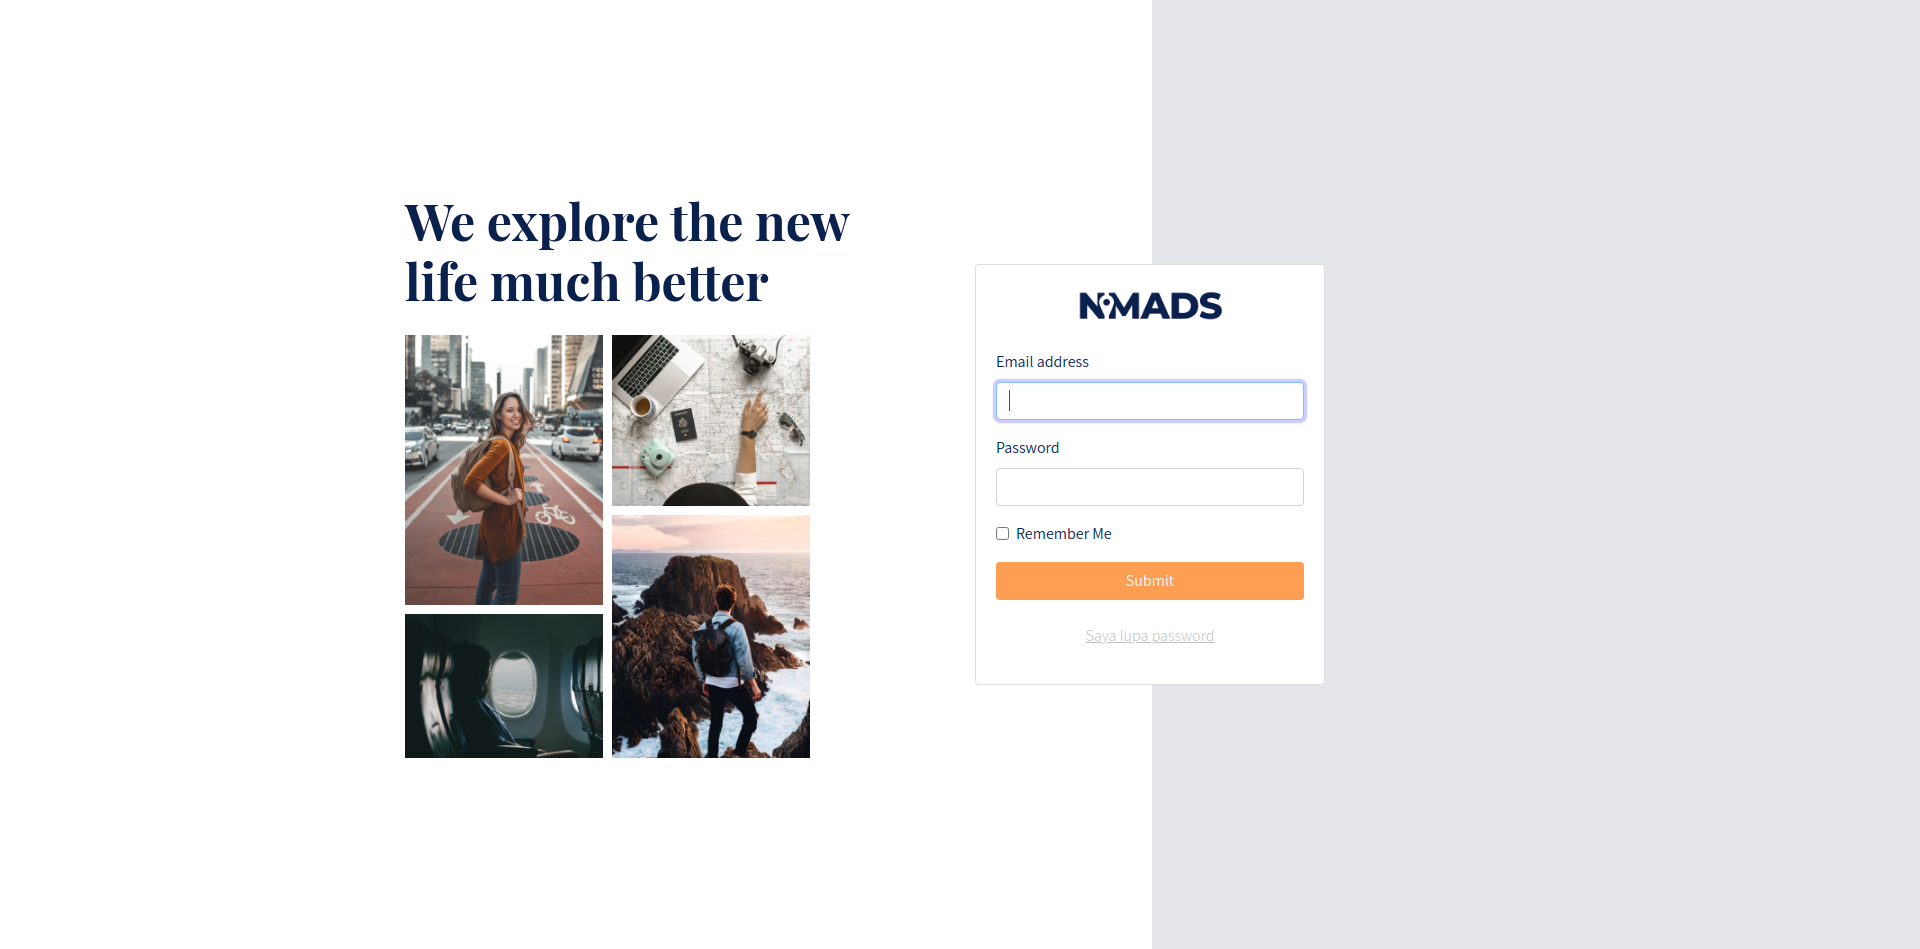 We explore the new
life much better
NOMADS
Email address
Password
Remember Me
Submit
Saya lupa password